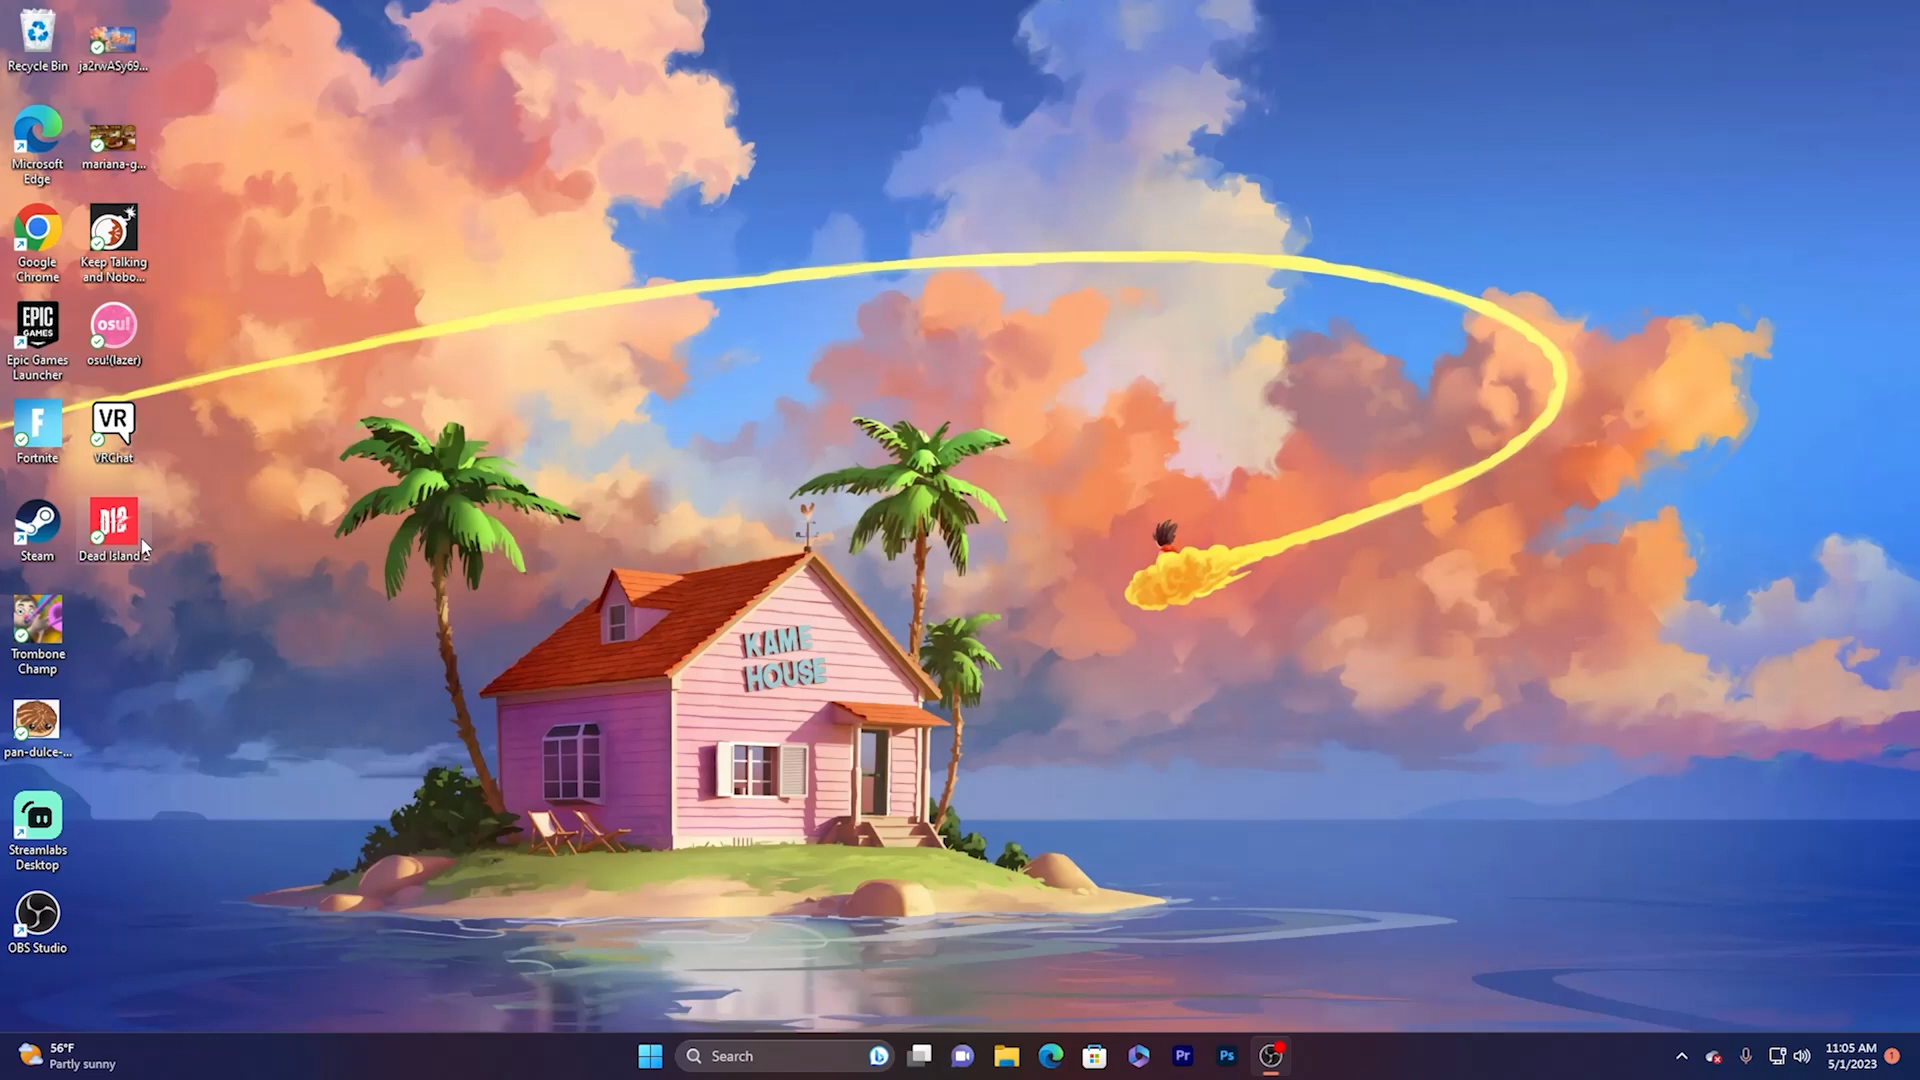 Recycle Bin
ja2rwASy69...
Microsoft
Edge
mariana-g...
Google
Chrome
Keep Talking
and Nobo...
EPIC
GAMES
Epic Games
Launcher
osu!
osu!(lazer)
F
Fortnite
VR
VRChat
Steam
DI2
Dead Island 2
Trombone
Champ
pan-dulce-...
Streamlabs
Desktop
OBS Studio
KAME
HOUSE
56°F
Partly sunny
Search
b
Pr
Ps
11:05 AM
5/1/2023
1